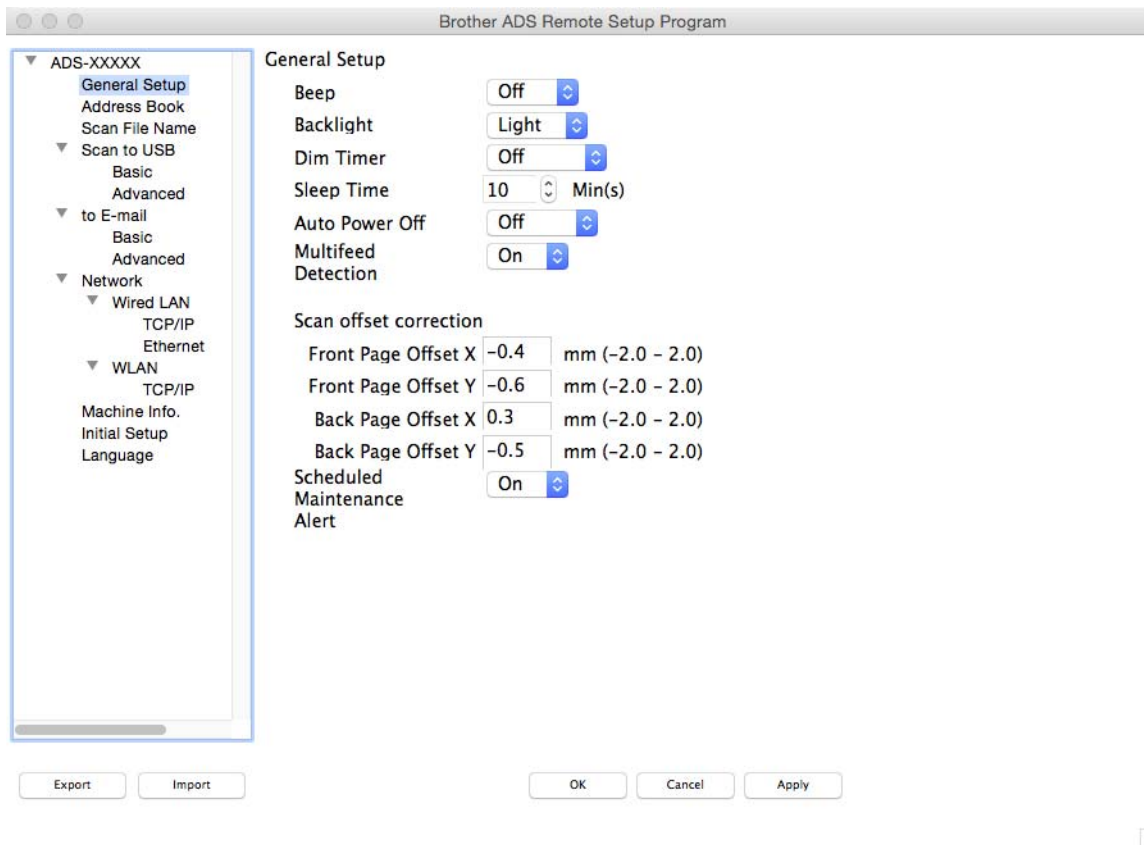 Brother ADS Remote Setup Program
ADS-XXXXX
General Setup
Address Book
Scan File Name
Scan to USB
Basic
Advanced
to E-mail
Basic
Advanced
Network
Wired LAN
TCP/IP
Ethernet
WLAN
TCP/IP
Machine Info.
Initial Setup
Language
General Setup
Beep Off
Backlight Light
Dim Timer Off
Sleep Time 10 Min(s)
Auto Power Off Off
Multifeed
Detection On
Scan offset correction
Front Page Offset X -0.4 mm (-2.0 - 2.0)
Front Page Offset Y -0.6 mm (-2.0 - 2.0)
Back Page Offset X 0.3 mm (-2.0 - 2.0)
Back Page Offset Y -0.5 mm (-2.0 - 2.0)
Scheduled
Maintenance
Alert On
Export Import OK Cancel Apply